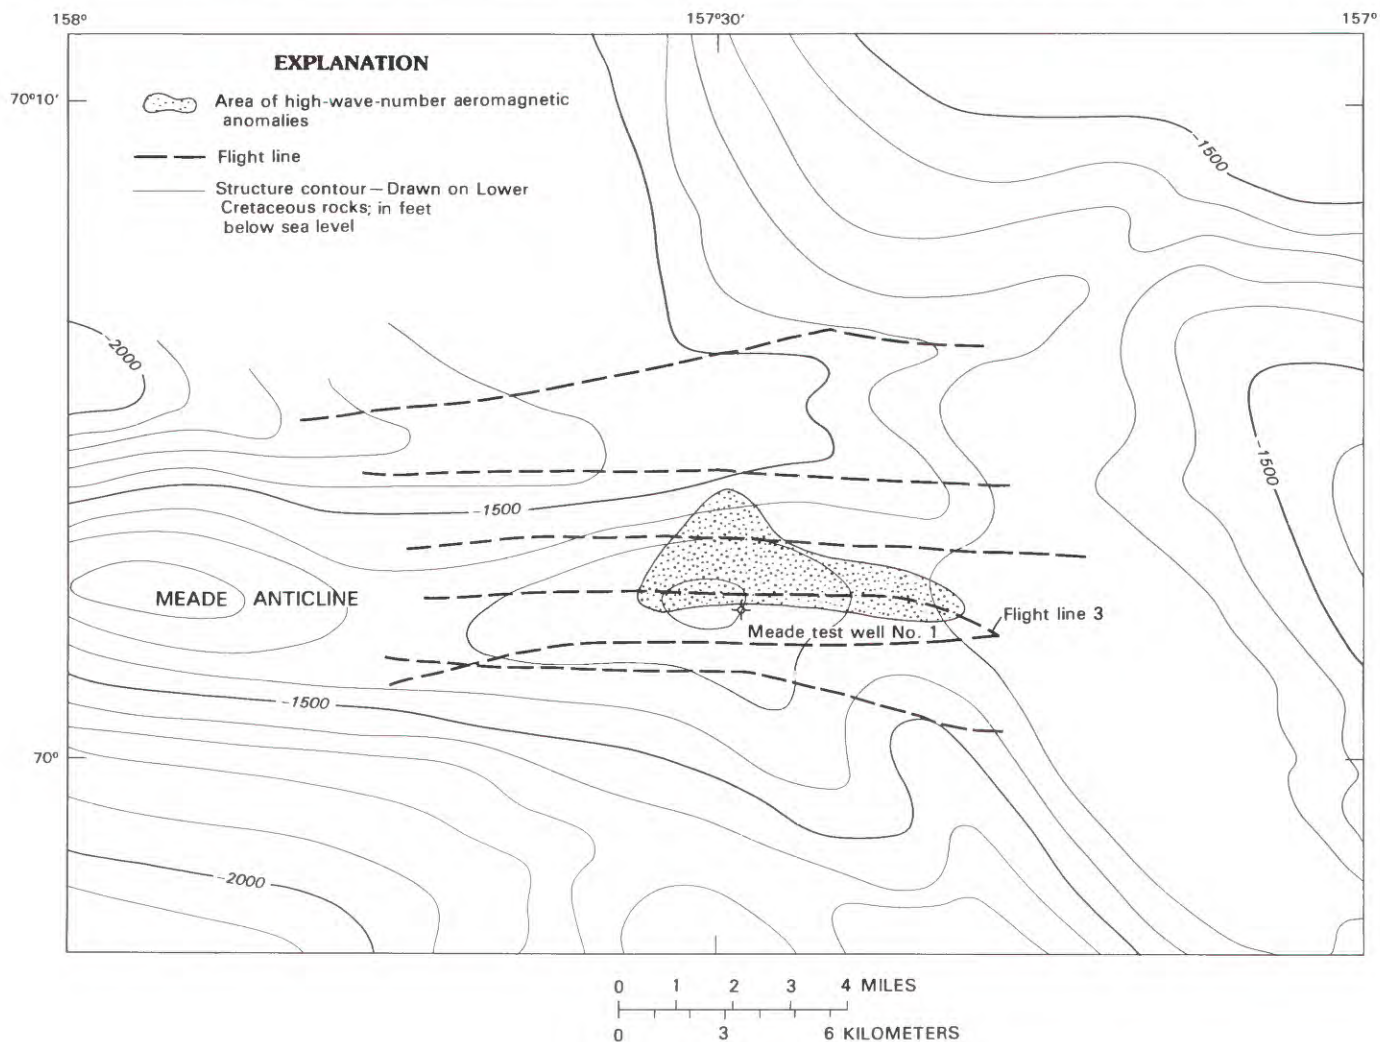 158°
157°30'
157°
EXPLANATION
70°10'
Area of high-wave-number aeromagnetic
anomalies
Flight line
Structure contour — Drawn on Lower
Cretaceous rocks; in feet
below sea level
-1500
-2000
-1500
-1500
MEADE ANTICLINE
Flight line 3
Meade test well No. 1
-1500
70°
-2000
0 1 2 3 4 MILES
0 3 6 KILOMETERS